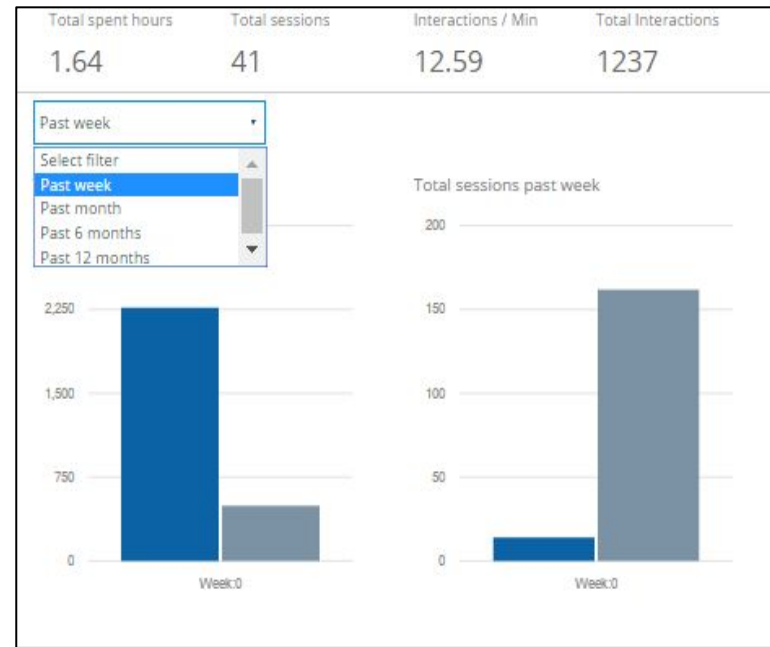 Total spent hours Total sessions Interactions / Min Total Interactions
1.64 41 12.59 1237
Past week
Select filter
Past week
Past month
Past 6 months
Past 12 months
2,250
1,500
750
0
Week:0
Total sessions past week
200
150
100
50
0
Week:0